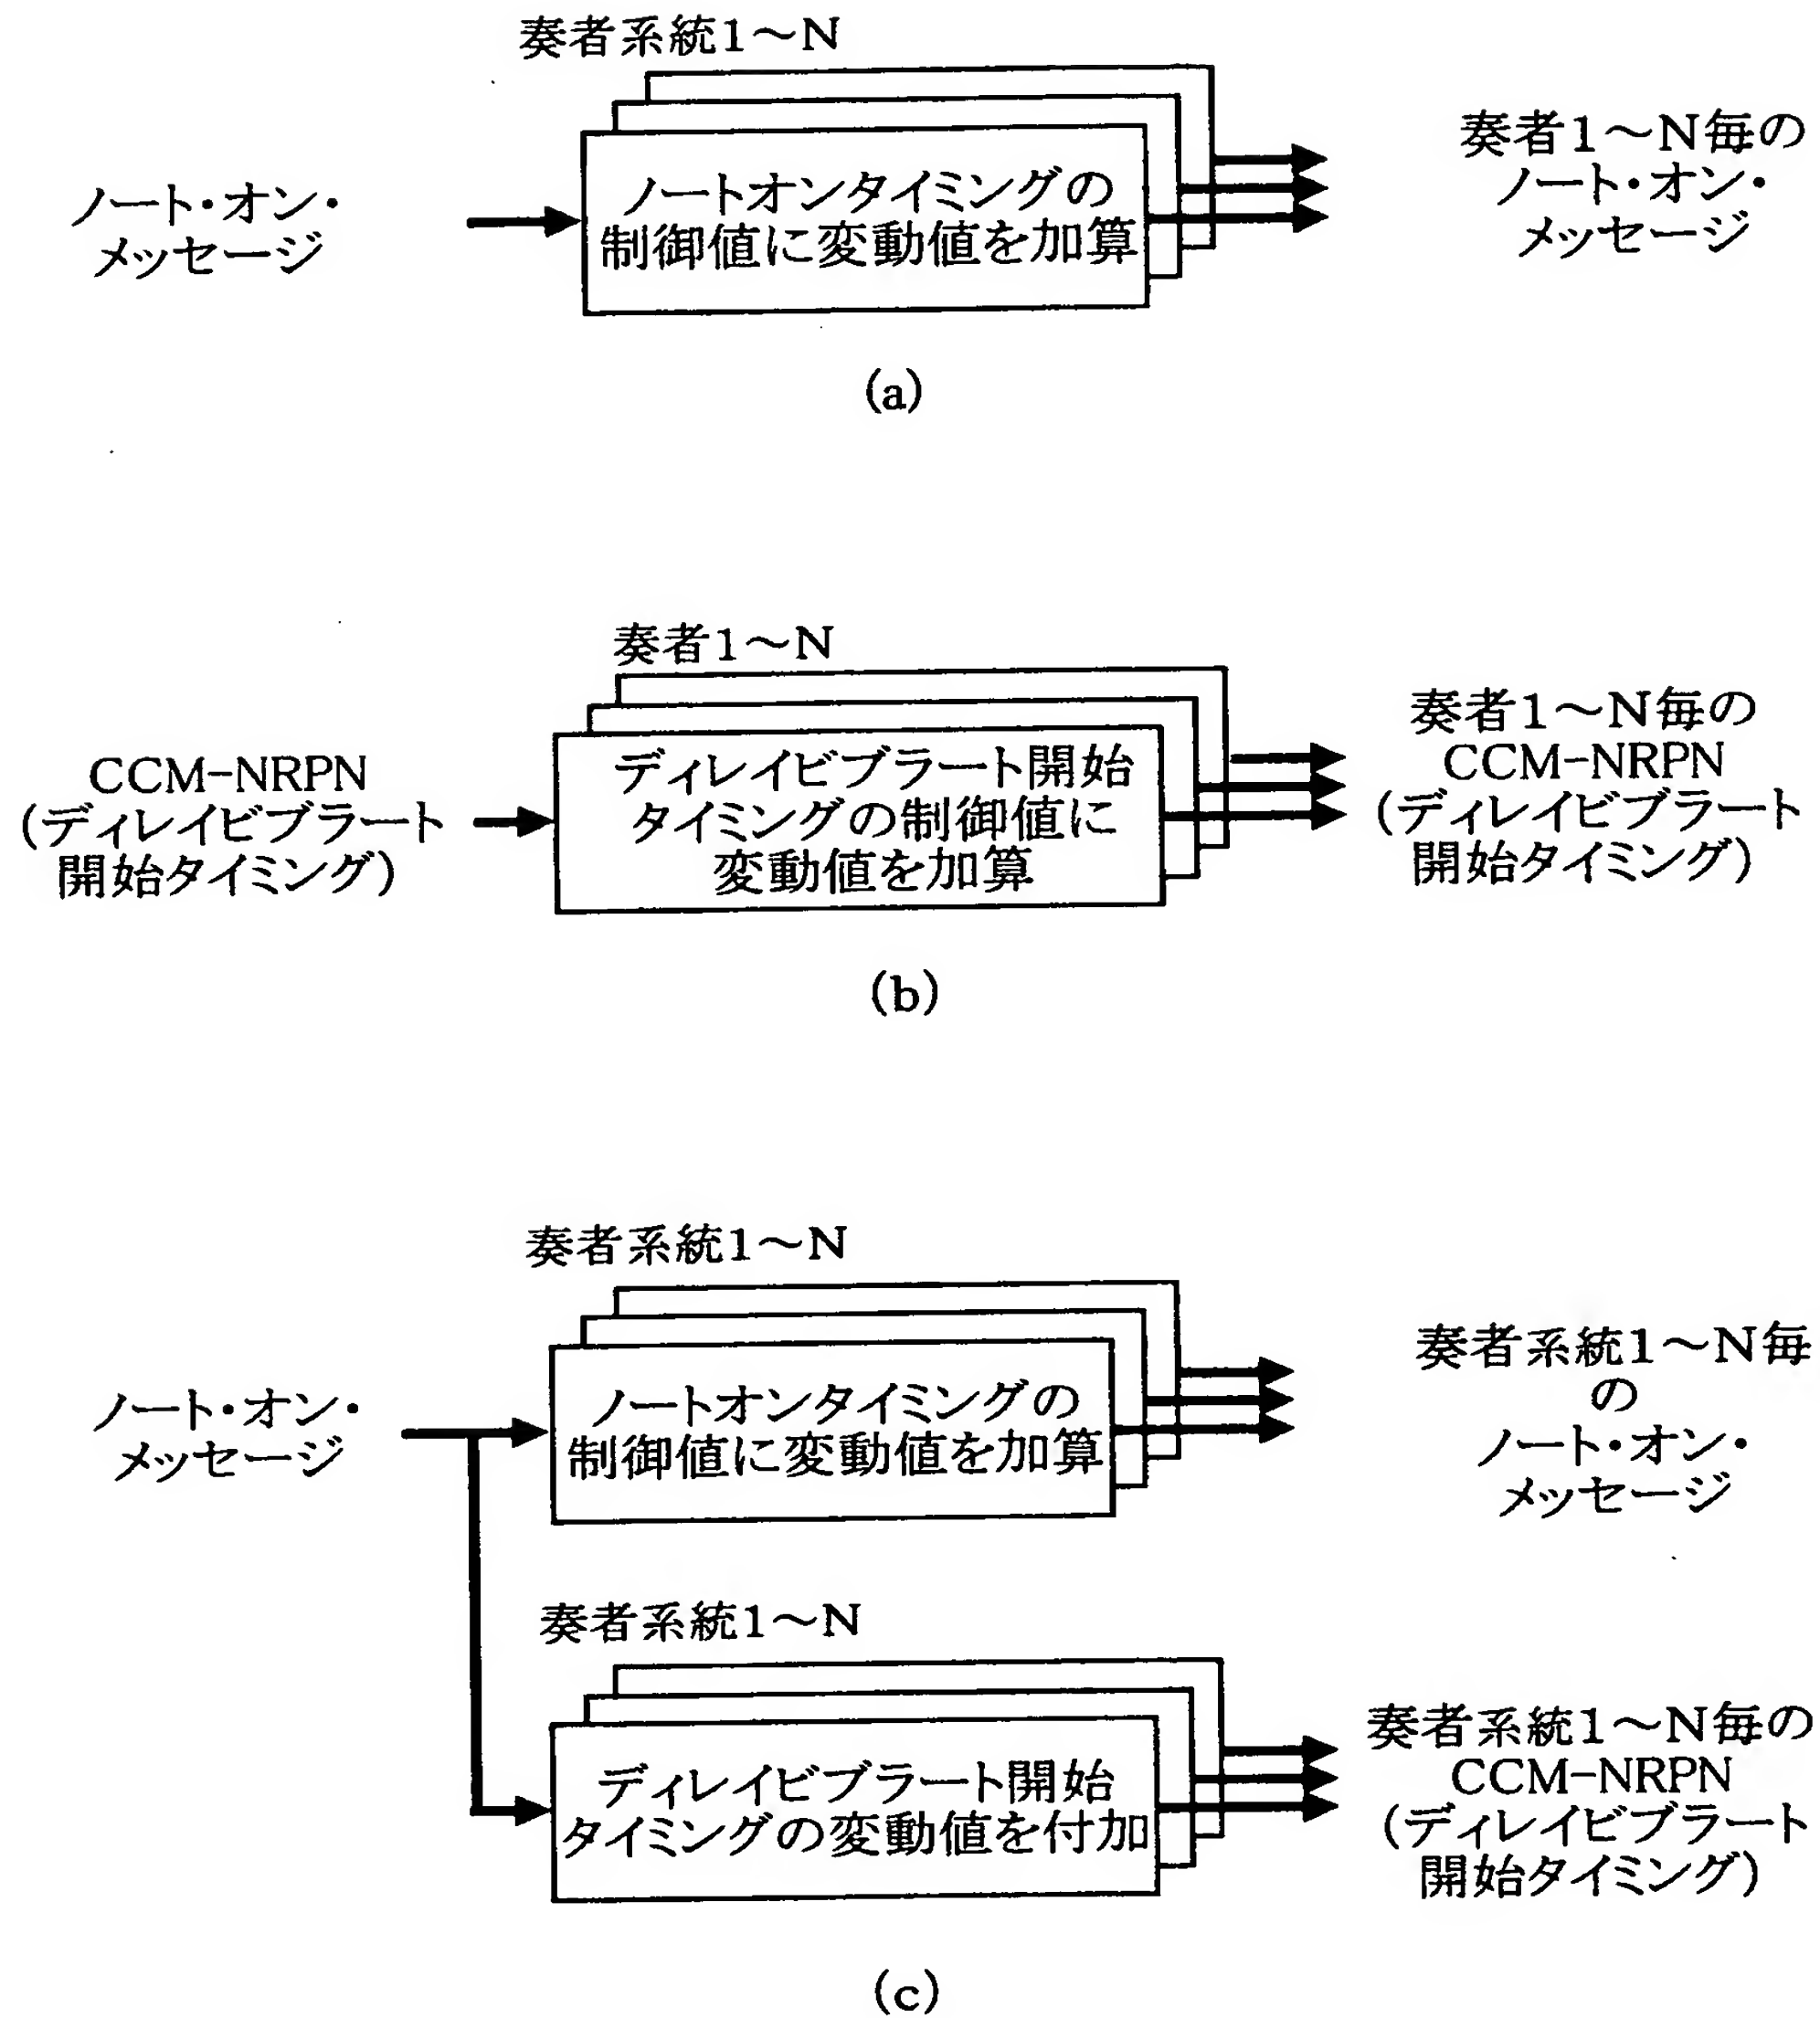 奏者系統1〜N
ノート・オン・
メッセージ
ノートオンタイミングの
制御値に変動値を加算
奏者1〜N毎の
ノート・オン・
メッセージ
(a)
奏者1〜N
CCM-NRPN
(ディレイビブラート
開始タイミング)
ディレイビブラート開始
タイミングの制御値に
変動値を加算
奏者1〜N毎の
CCM-NRPN
(ディレイビブラート
開始タイミング)
(b)
奏者系統1〜N
ノート・オン・
メッセージ
ノートオンタイミングの
制御値に変動値を加算
奏者系統1〜N毎
の
ノート・オン・
メッセージ
奏者系統1〜N
ディレイビブラート開始
タイミングの変動値を付加
奏者系統1〜N毎の
CCM-NRPN
(ディレイビブラート
開始タイミング)
(c)